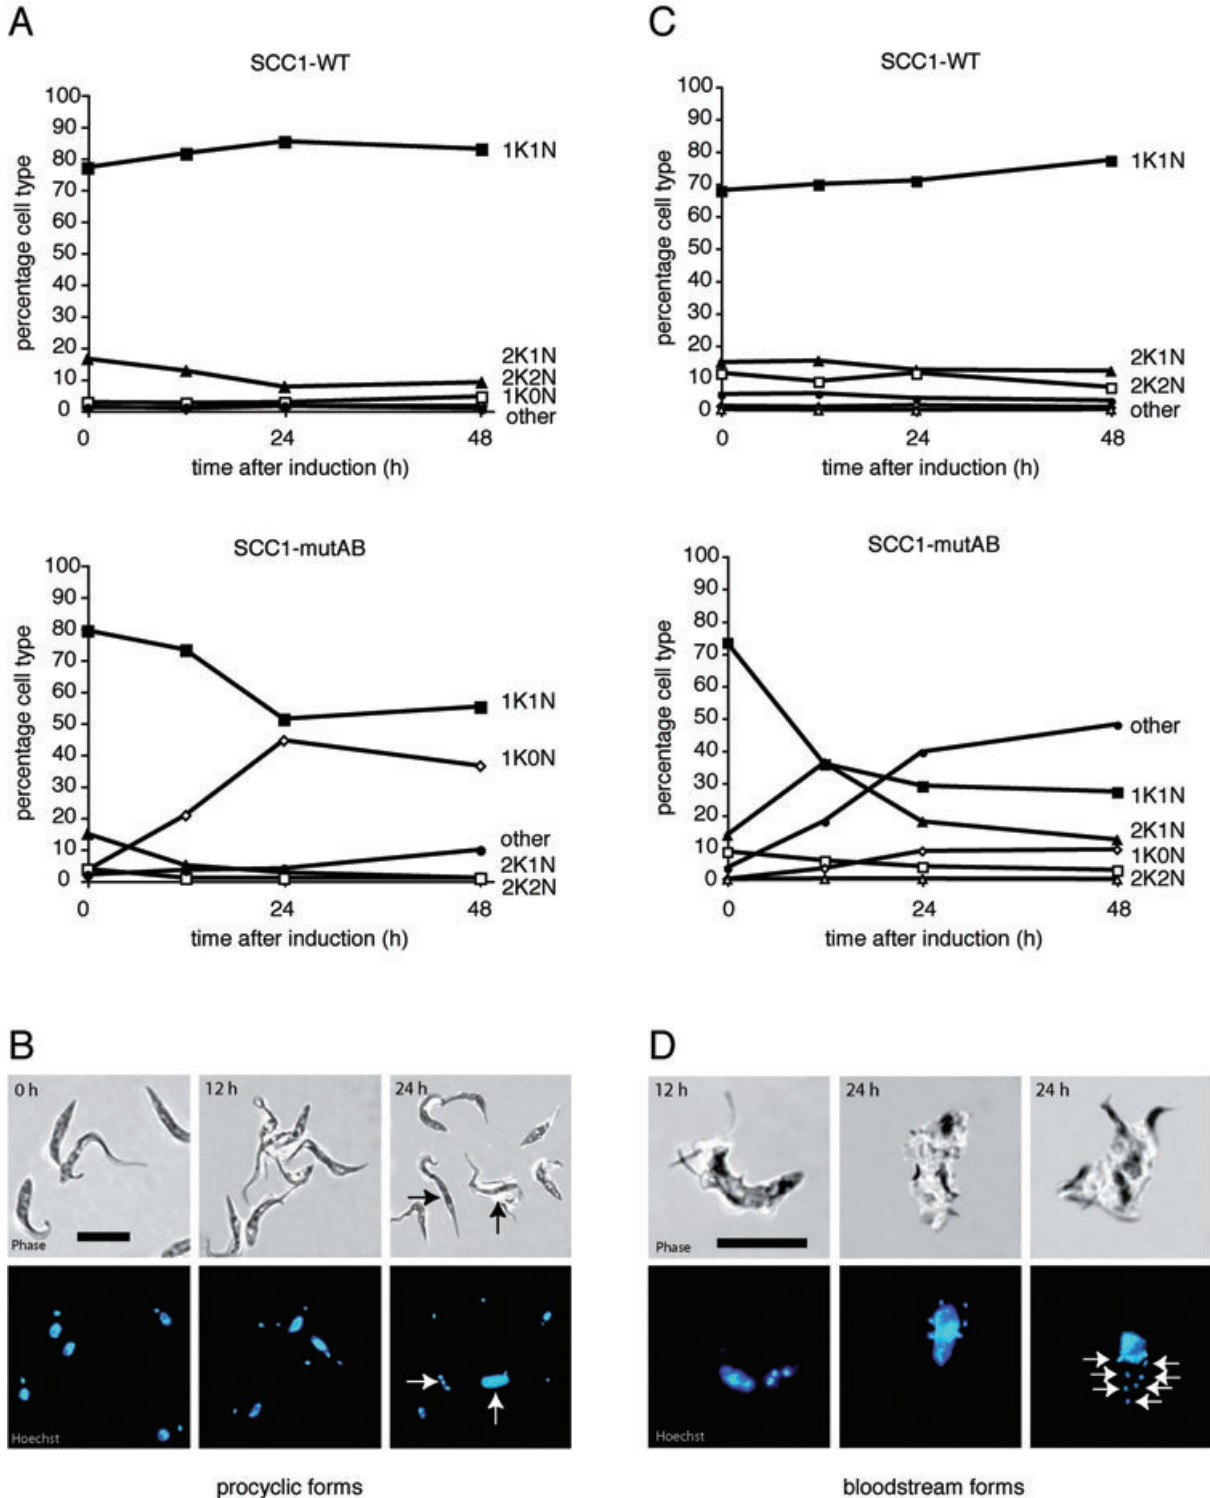 A
SCC1-WT
percentage cell type
100
90
80
70
60
50
40
30
20
10
0
1K1N
2K1N
2K2N
1K0N
other
0
24
48
time after induction (h)
SCC1-mutAB
percentage cell type
100
90
80
70
60
50
40
30
20
10
0
1K1N
1K0N
other
2K1N
2K2N
0
24
48
time after induction (h)
B
0 h
12 h
24 h
Phase
Hoechst
procyclic forms
C
SCC1-WT
percentage cell type
100
90
80
70
60
50
40
30
20
10
0
1K1N
2K1N
2K2N
other
0
24
48
time after induction (h)
SCC1-mutAB
percentage cell type
100
90
80
70
60
50
40
30
20
10
0
other
1K1N
2K1N
1K0N
2K2N
0
24
48
time after induction (h)
D
12 h
24 h
24 h
Phase
Hoechst
bloodstream forms